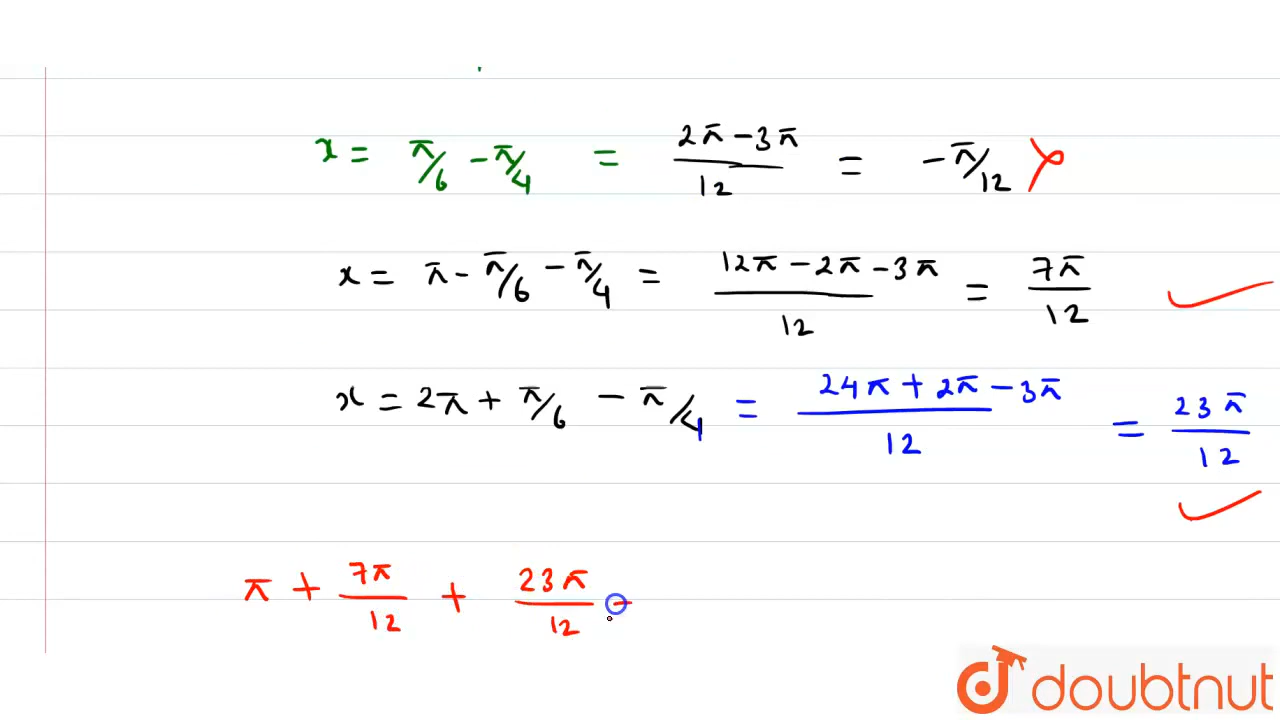 x = π/6 - π/4 = (2π - 3π)/12 = -π/12
x = π - π/6 - π/4 = (12π - 2π - 3π)/12 = 7π/12
x = 2π + π/6 - π/4 = (24π + 2π - 3π)/12 = 23π/12
π + 7π/12 + 23π/12
doubtnut